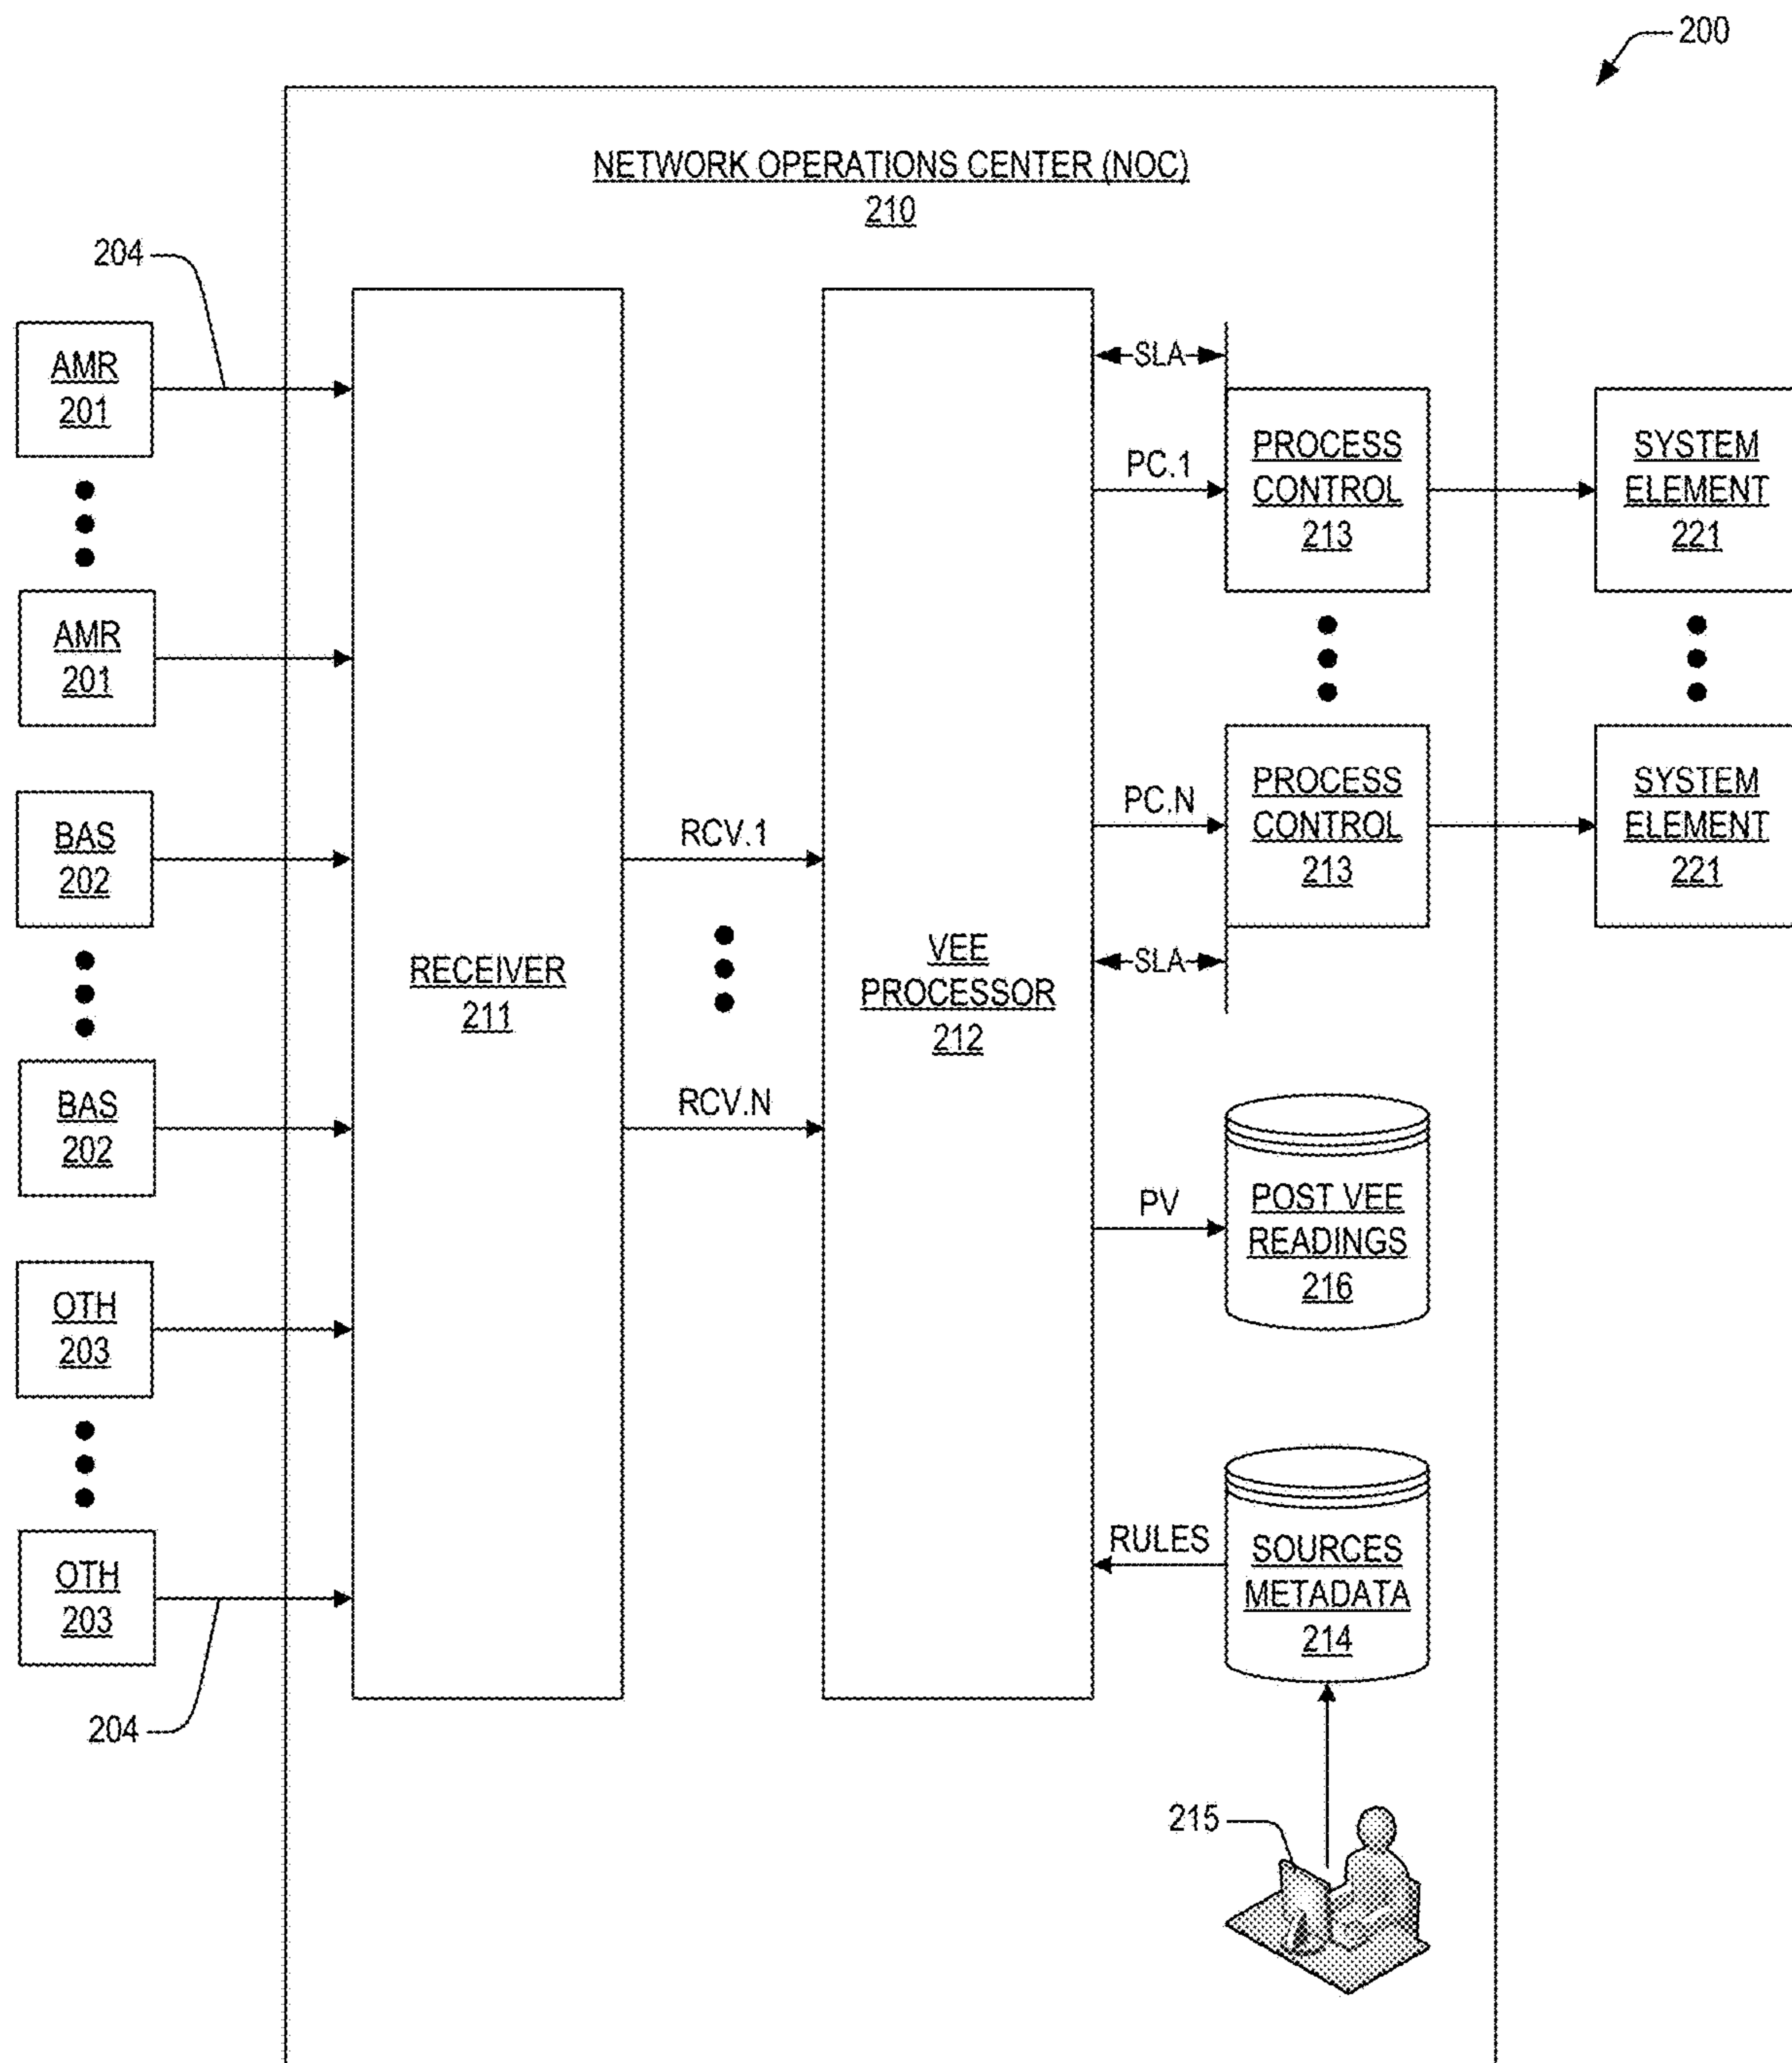 200
NETWORK OPERATIONS CENTER (NOC)
210
204
AMR
201
AMR
201
BAS
202
BAS
202
OTH
203
OTH
203
204
RECEIVER
211
RCV.1
RCV.N
VEE
PROCESSOR
212
SLA
PC.1
PC.N
SLA
PV
RULES
PROCESS
CONTROL
213
PROCESS
CONTROL
213
POST VEE
READINGS
216
SOURCES
METADATA
214
215
SYSTEM
ELEMENT
221
SYSTEM
ELEMENT
221